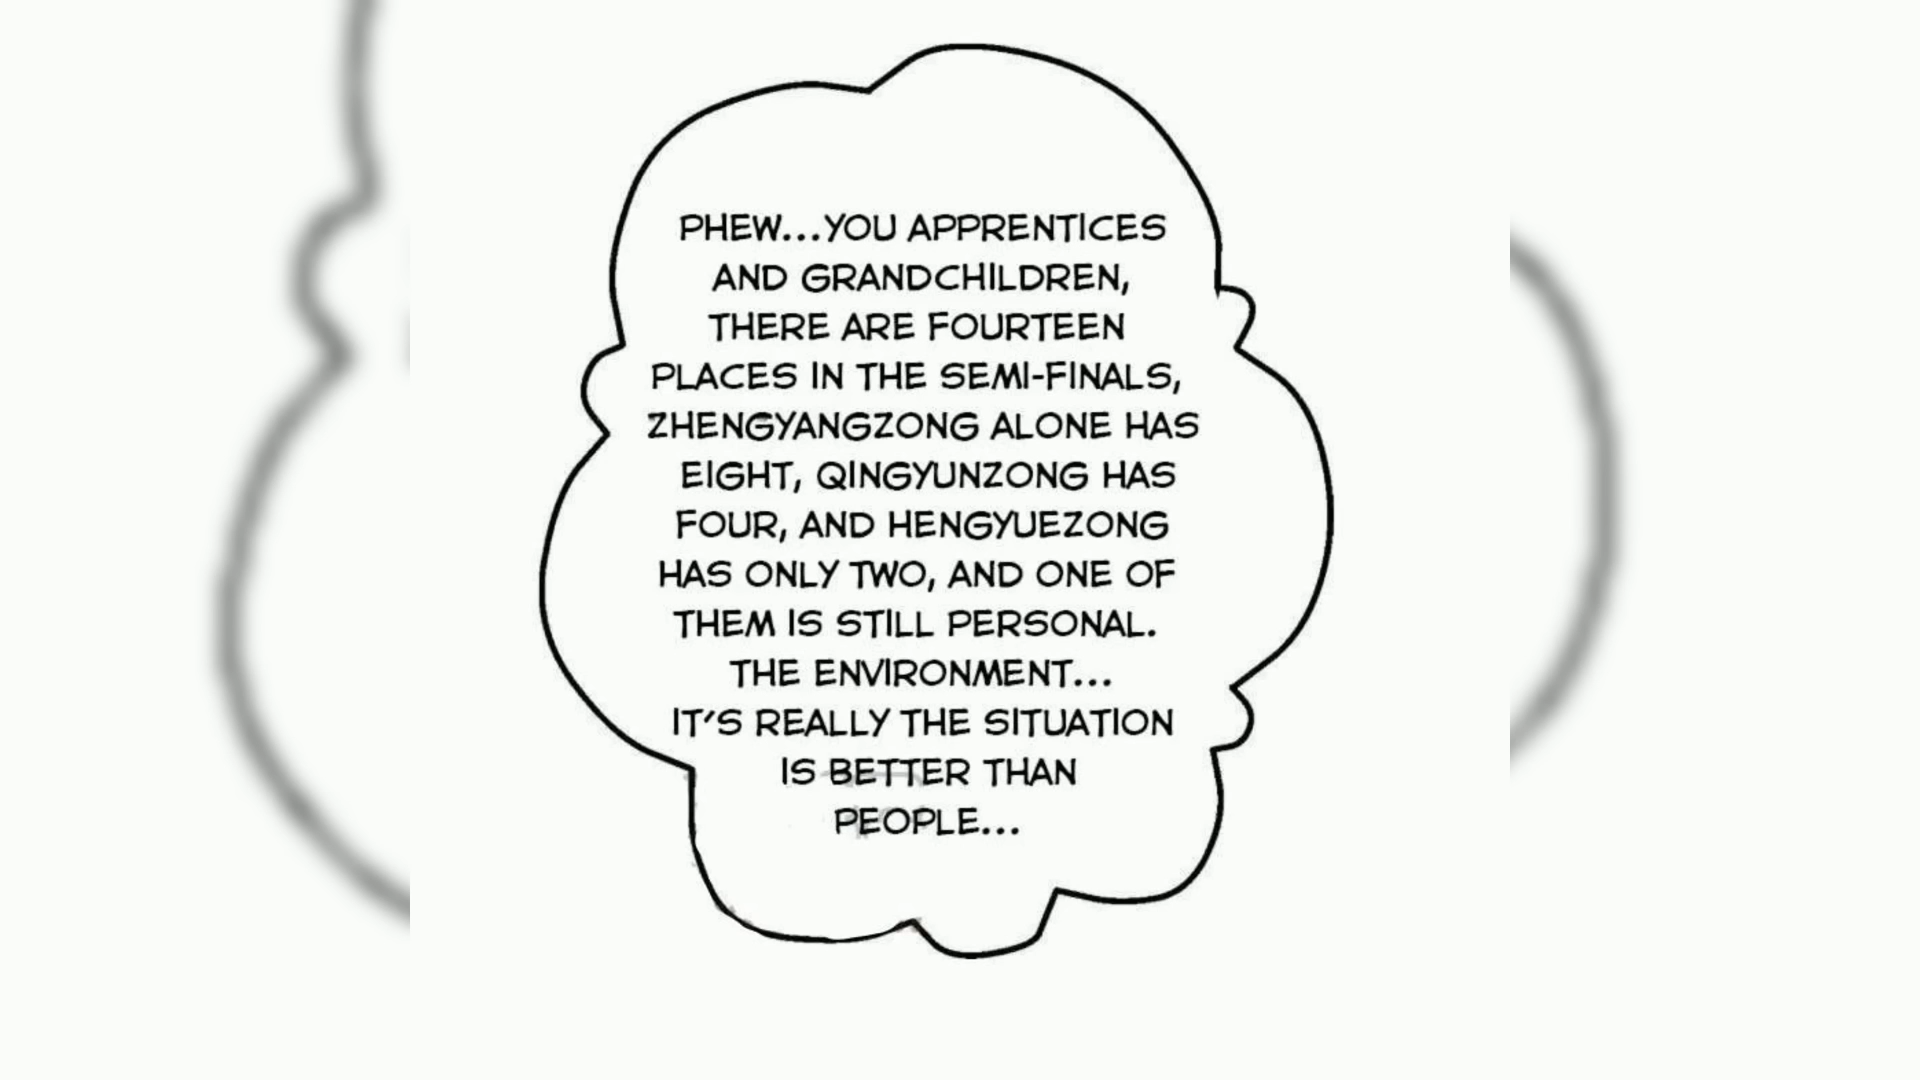 PHEW...YOU APPRENTICES
AND GRANDCHILDREN,
THERE ARE FOURTEEN
PLACES IN THE SEMI-FINALS,
ZHENGYANGZONG ALONE HAS
EIGHT, QINGYUNZONG HAS
FOUR, AND HENGYUEZONG
HAS ONLY TWO, AND ONE OF
THEM IS STILL PERSONAL.
THE ENVIRONMENT...
IT'S REALLY THE SITUATION
IS BETTER THAN
PEOPLE...